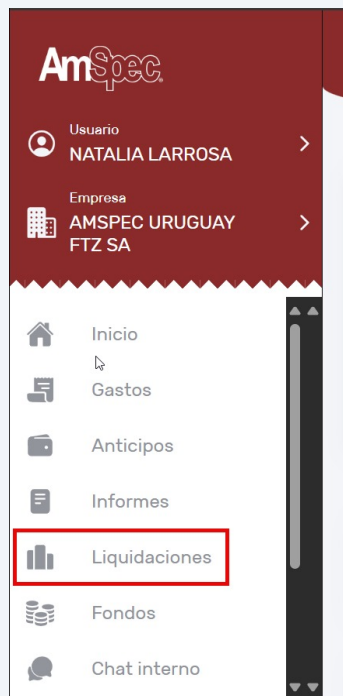 AmSpec
Usuario
NATALIA LARROSA
Empresa
AMSPEC URUGUAY
FTZ SA
Inicio
Gastos
Anticipos
Informes
Liquidaciones
Fondos
Chat interno